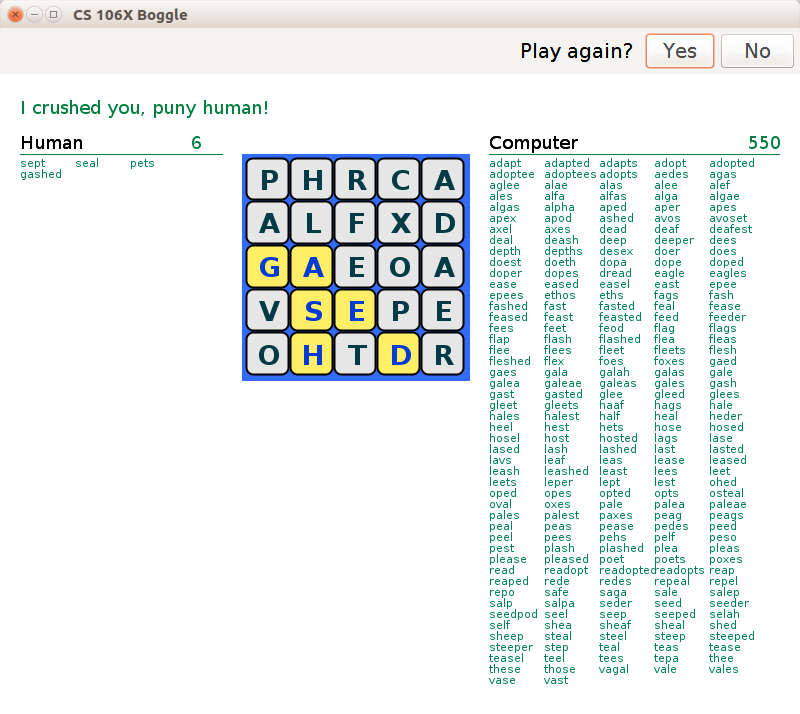 CS 106X Boggle
Play again? Yes No
I crushed you, puny human!
Human 6
sept seal pets
gashed
P H R C A
A L F X D
G A E O A
V S E P E
O H T D R
Computer 550
adapt adapted adapts adopt adopted
adoptee adoptees adopts aedes agas
aglee alae alas alee alef
ales alfa alfas alga algae
algas alpha aped aper apes
apex apod ashed avos avoset
axel axes dead deaf deafest
deal deash deep deeper dees
depth depths desex doer does
doest doeth dopa dope doped
doper dopes dread eagle eagles
ease eased easel east epee
epees ethos eths fags fash
fashed fast fasted feal fease
feased feast feasted feed feeder
fees feet feod flag flags
flap flash flashed flea fleas
flee flees fleet fleets flesh
fleshed flex foes foxes gaed
gaes gala galah galas gale
galea galeae galeas gales gash
gast gasted glee gleed glees
gleet gleets haaf hags hale
hales halest half heal heder
heel hest hets hose hosed
hosel host hosted lags lase
lased lash lashed last lasted
lavs leaf leas lease leased
leash leashed least lees leet
leets leper lept lest ohed
oped opes opted opts osteal
oval oxes pale palea paleae
pales palest paxes peag peags
peal peas pease pedes peed
peel pees pehs pelf peso
pest plash plashed plea pleas
please pleased poet poets poxes
read readopt readopted readopts reap
reaped rede redes repeal repel
repo safe saga sale salep
salp salpa seder seed seeder
seedpod seel seep seeped selah
self shea sheaf sheal shed
sheep steal steel steep steeped
steeper step teal teas tease
teasel teel tees tepa thee
these those vagal vale vales
vase vast